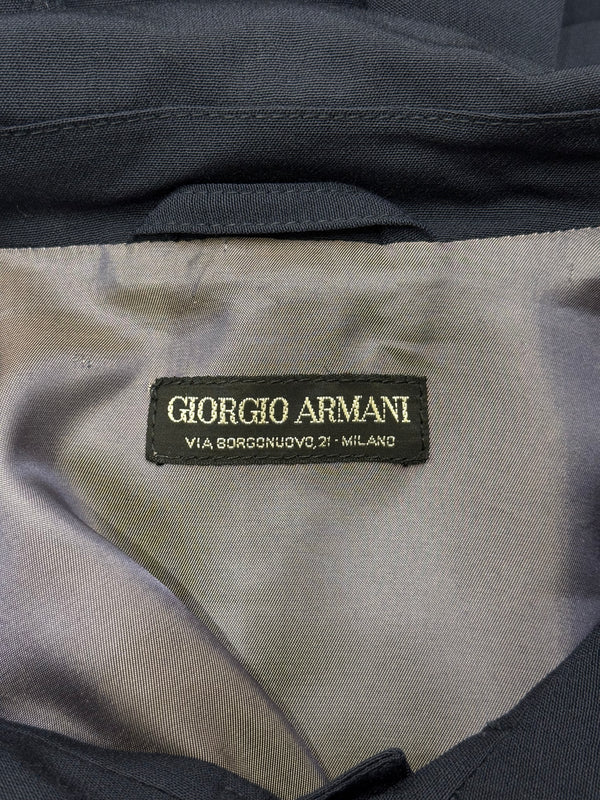 GIORGIO ARMANI
VIA BORGONUOVO, 21 - MILANO